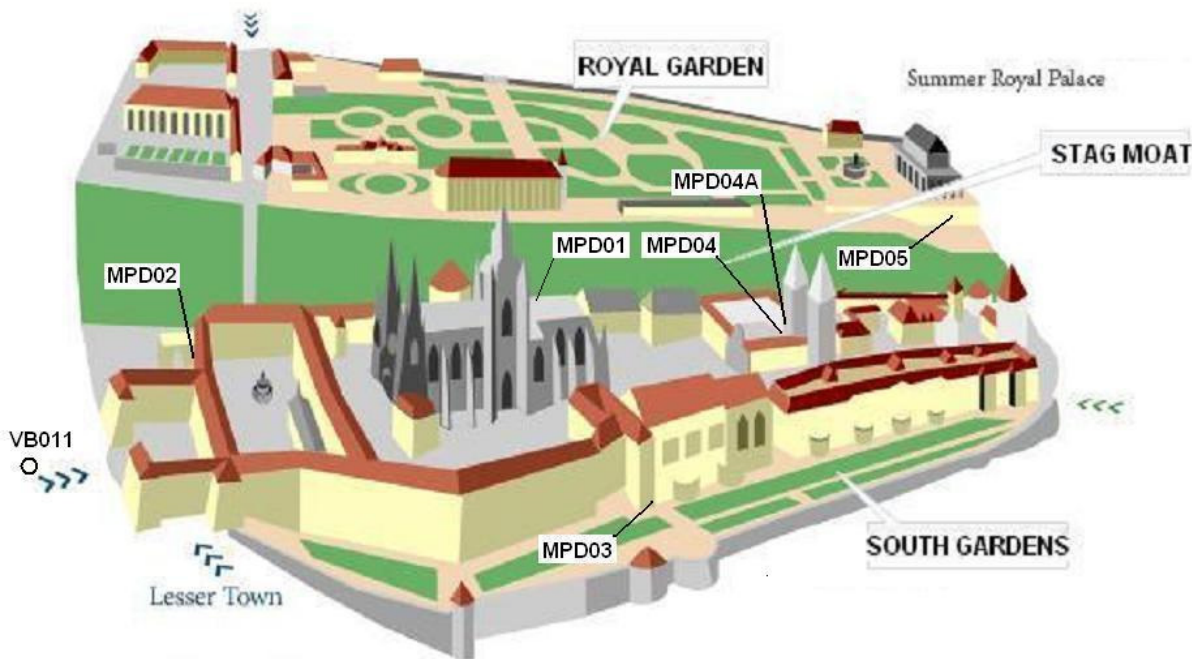 ROYAL GARDEN
Summer Royal Palace
STAG MOAT
MPD04A
MPD01
MPD04
MPD05
MPD02
VB011
MPD03
SOUTH GARDENS
Lesser Town